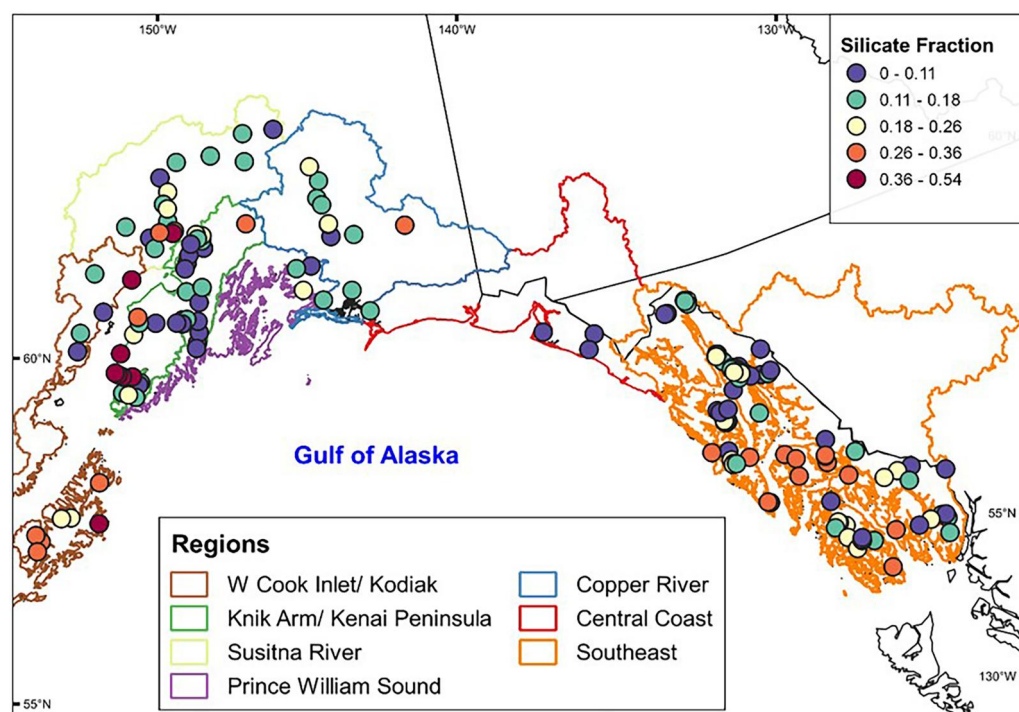 150°W
140°W
130°W
Silicate Fraction
0 - 0.11
0.11 - 0.18
0.18 - 0.26
0.26 - 0.36
0.36 - 0.54
60°N
60°N
Gulf of Alaska
55°N
Regions
W Cook Inlet/ Kodiak
Copper River
Knik Arm/ Kenai Peninsula
Central Coast
Susitna River
Southeast
Prince William Sound
130°W
55°N